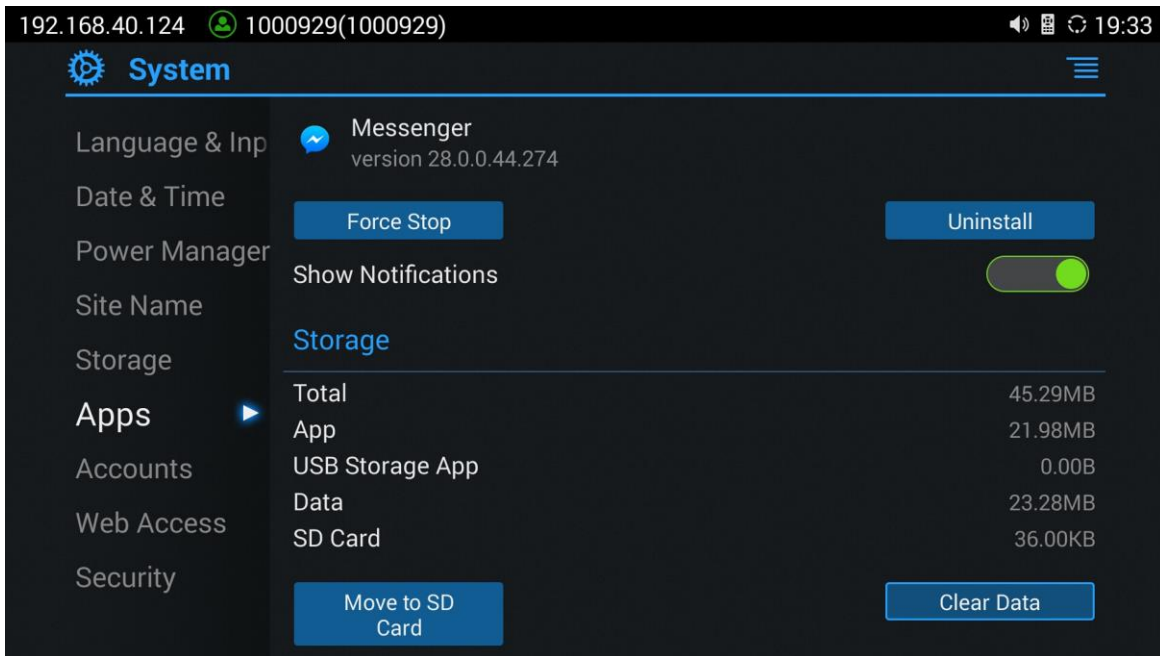 192.168.40.124 1000929(1000929) 19:33
System
Language & Inp
Date & Time
Power Manager
Site Name
Storage
Apps
Accounts
Web Access
Security
Messenger
version 28.0.0.44.274
Force Stop Uninstall
Show Notifications
Storage
Total 45.29MB
App 21.98MB
USB Storage App 0.00B
Data 23.28MB
SD Card 36.00KB
Move to SD
Card
Clear Data